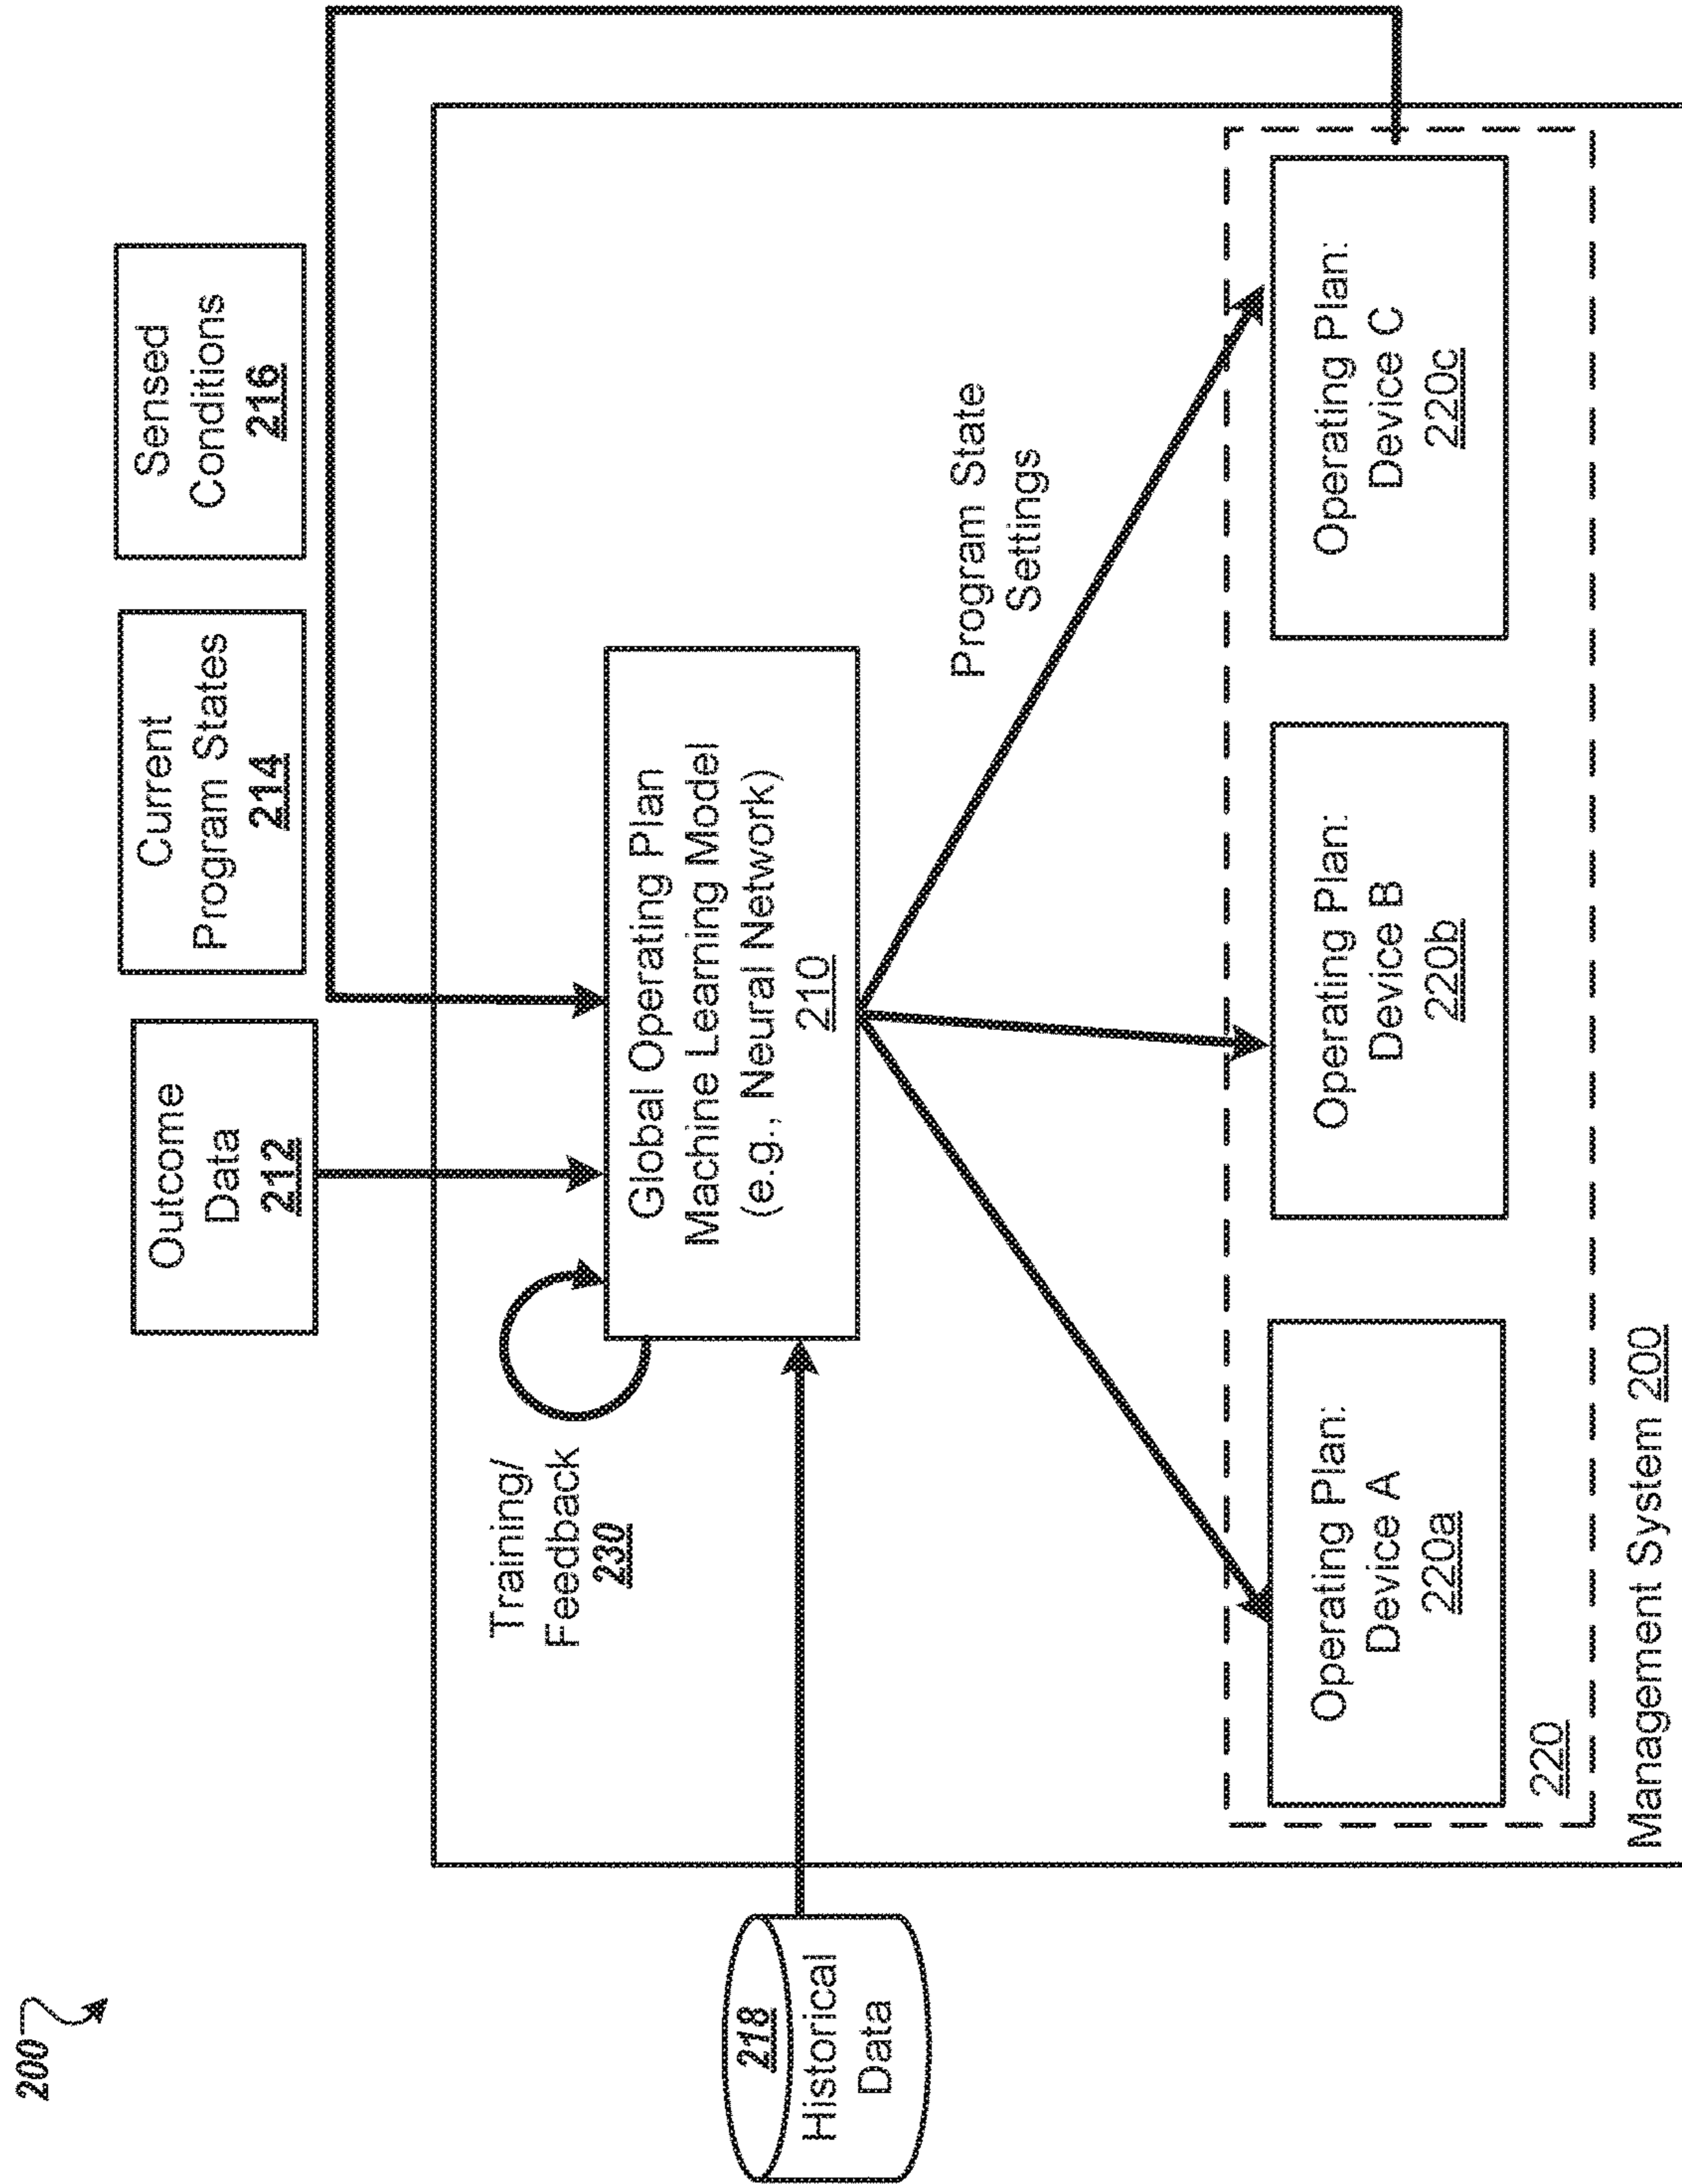 200
Outcome
Data
212
Current
Program States
214
Sensed
Conditions
216
Training/
Feedback
230
Global Operating Plan
Machine Learning Model
(e.g., Neural Network)
210
218
Historical
Data
Program State
Settings
Operating Plan:
Device A
220a
Operating Plan:
Device B
220b
Operating Plan:
Device C
220c
220
Management System 200